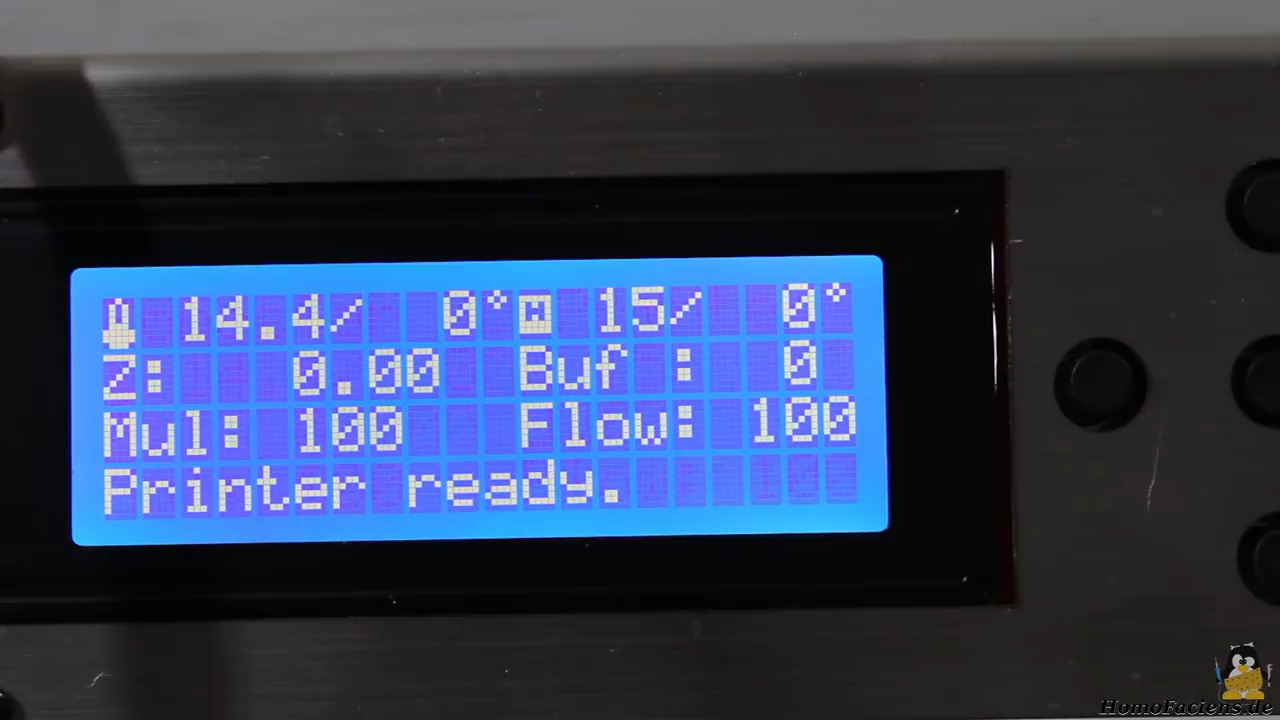 14.4/ 0° 15/ 0°
Z: 0.00 Buf : 0
Mul: 100 Flow: 100
Printer ready.
HomoFaciens.de